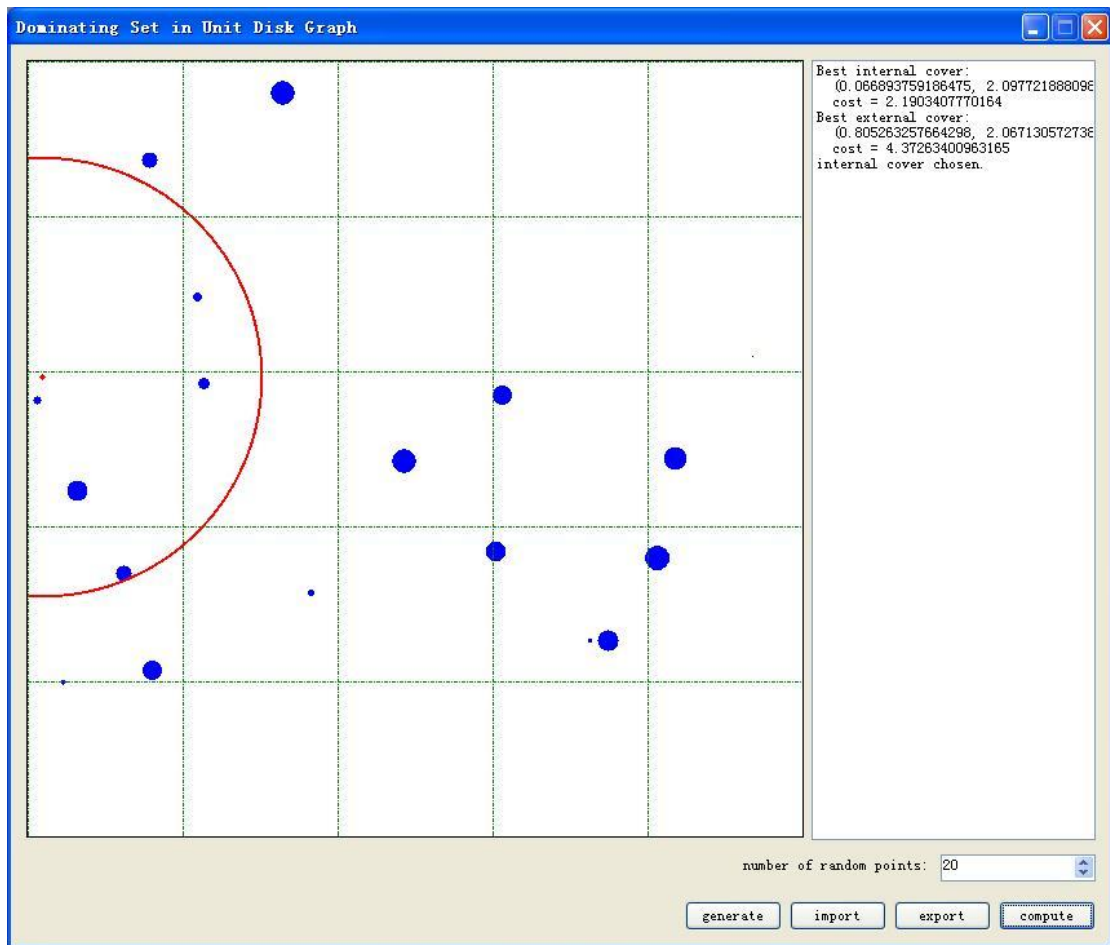 Dominating Set in Unit Disk Graph
Best internal cover:
(0.066893759186475, 2.097721888098
cost = 2.1903407770164
Best external cover:
(0.805263257664298, 2.067130572738
cost = 4.37263400963165
internal cover chosen.
number of random points: 20
generate import export compute